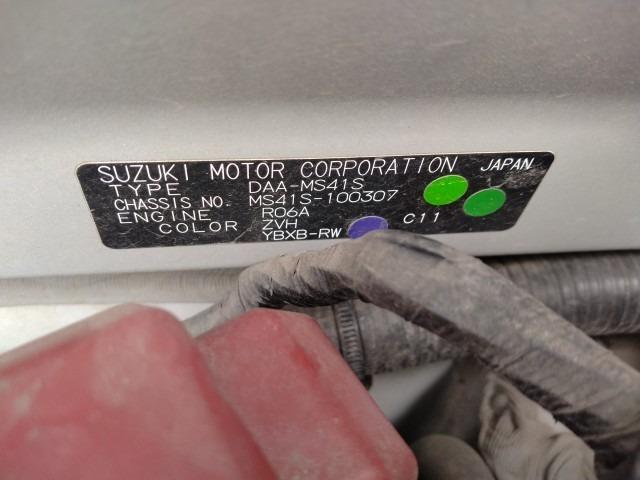 SUZUKI MOTOR CORPORATION JAPAN
TYPE DAA-MS41S
CHASSIS NO. MS41S-100307
ENGINE R06A
COLOR ZVH C11
YBXB-RW